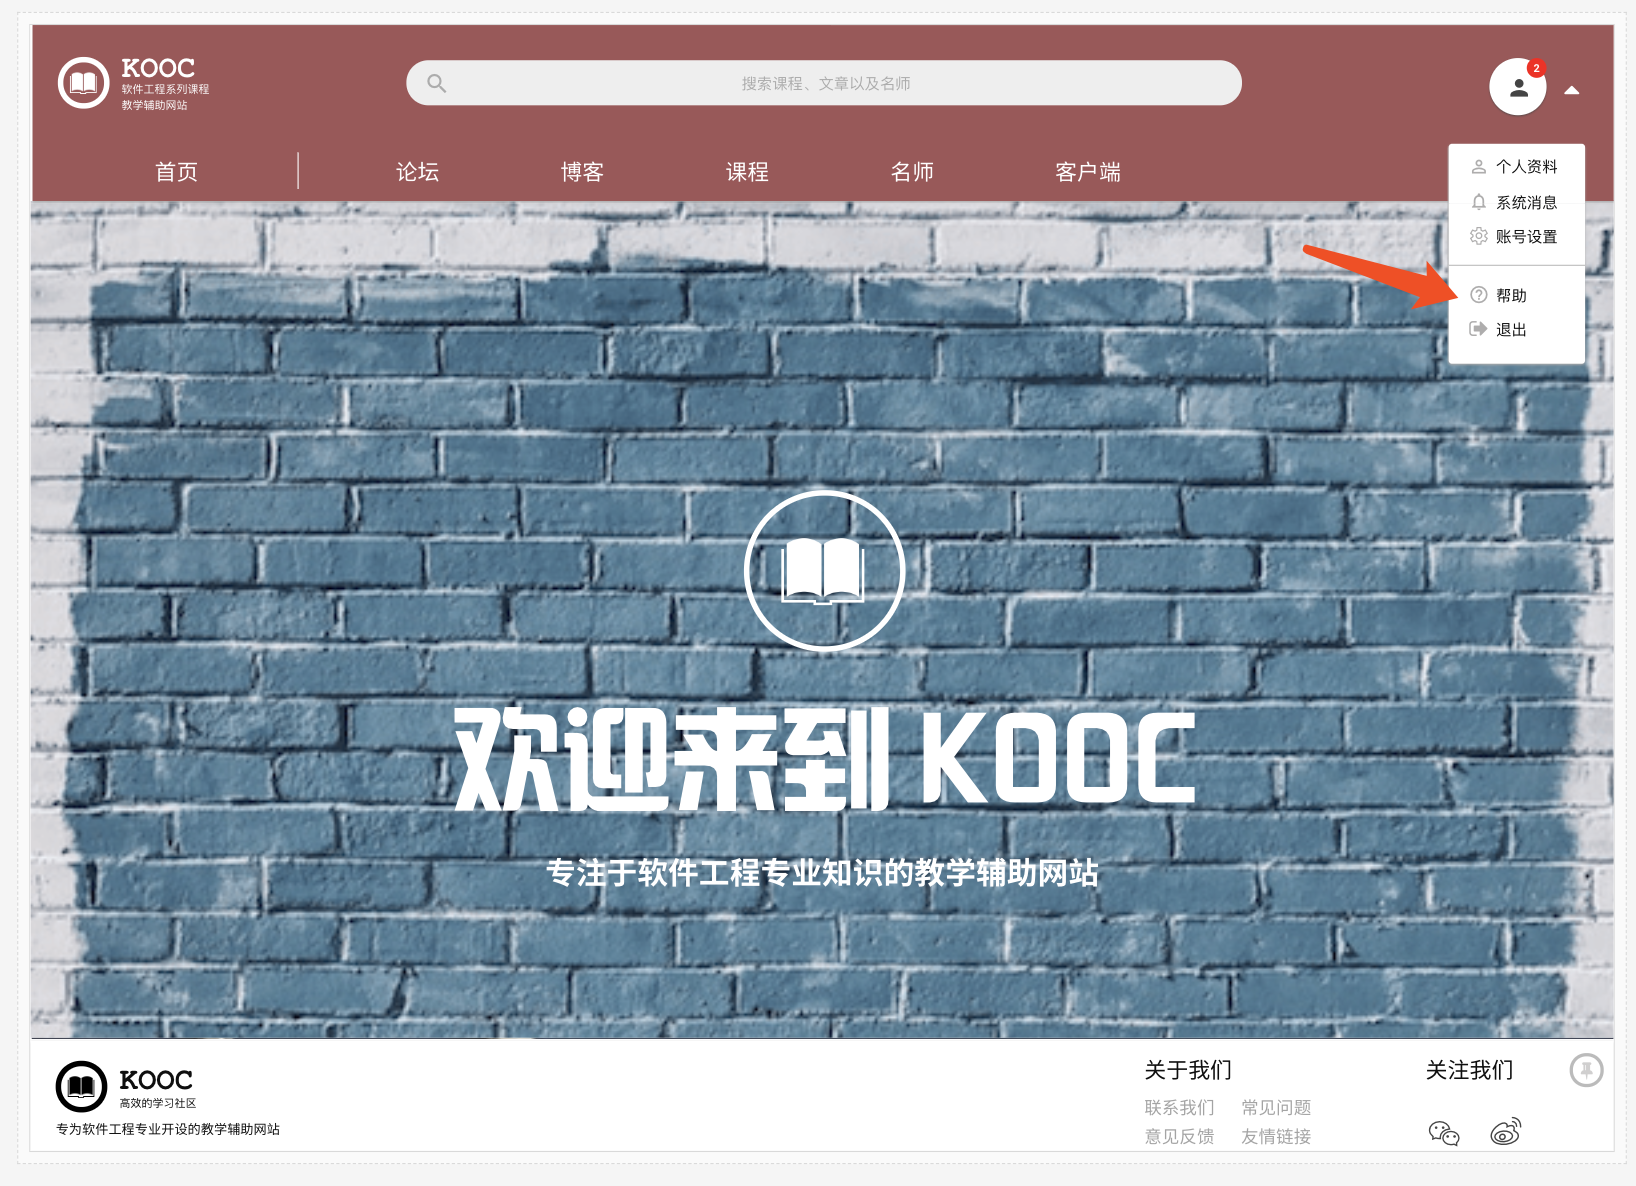 KOOC
软件工程系列课程
教学辅助网站
搜索课程、文章以及名师
2
首页
论坛
博客
课程
名师
客户端
个人资料
系统消息
账号设置
帮助
退出
欢迎来到 KOOC
专注于软件工程专业知识的教学辅助网站
KOOC
高效的学习社区
专为软件工程专业开设的教学辅助网站
关于我们
联系我们 常见问题
意见反馈 友情链接
关注我们